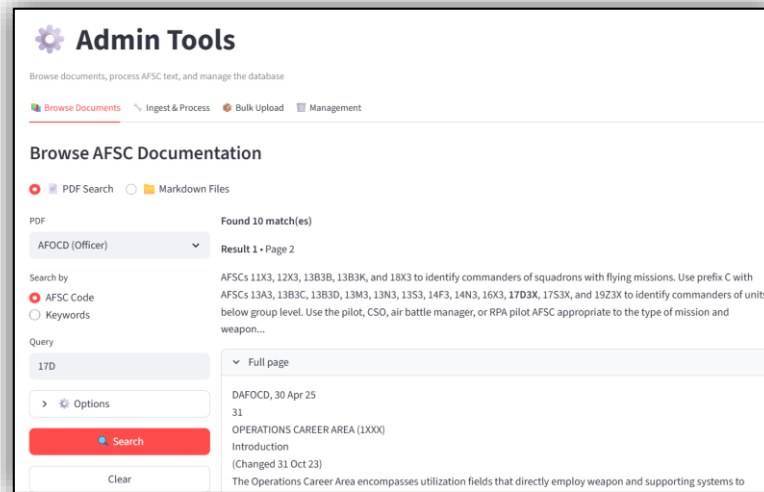 Admin Tools
Browse documents, process AFSC text, and manage the database
Browse Documents Ingest & Process Bulk Upload Management
Browse AFSC Documentation
PDF Search Markdown Files
PDF
AFOCD (Officer)
Search by
AFSC Code
Keywords
Query
17D
Options
Search
Clear
Found 10 match(es)
Result 1 • Page 2
AFSCs 11X3, 12X3, 13B3B, 13B3K, and 18X3 to identify commanders of squadrons with flying missions. Use prefix C with
AFSCs 13A3, 13B3C, 13B3D, 13M3, 13N3, 13S3, 14F3, 14N3, 16X3, 17D3X, 17S3X, and 19Z3X to identify commanders of units
below group level. Use the pilot, CSO, air battle manager, or RPA pilot AFSC appropriate to the type of mission and
weapon...
Full page
DAFOCD, 30 Apr 25
31
OPERATIONS CAREER AREA (1XXX)
Introduction
(Changed 31 Oct 23)
The Operations Career Area encompasses utilization fields that directly employ weapon and supporting systems to